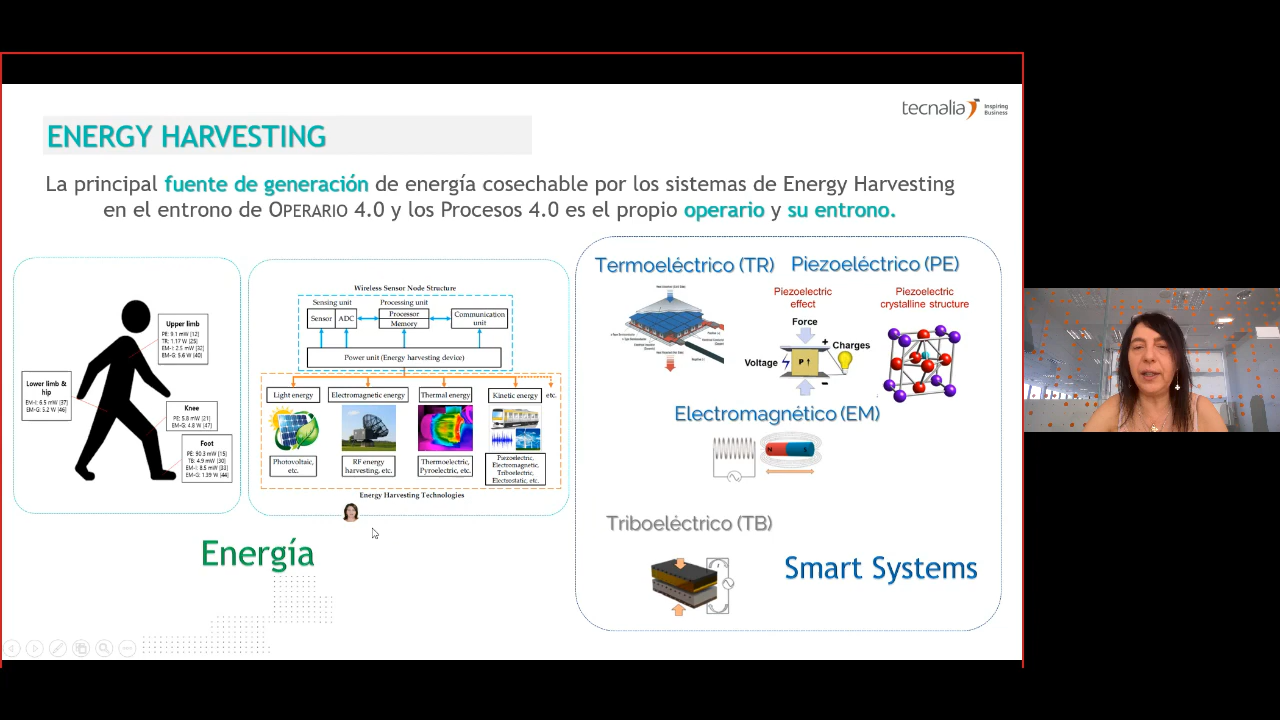 tecnalia Inspiring Business
ENERGY HARVESTING
La principal fuente de generación de energía cosechable por los sistemas de Energy Harvesting
en el entrono de OPERARIO 4.0 y los Procesos 4.0 es el propio operario y su entrono.
Upper limb
TR: 1.17 W [25]
EM-I: 2.5 mW [32]
EM-G: 5.6 W [40]
Lower limb &
hip
EM-I: 6.5 mW [37]
EM-G: 5.2 W [46]
Knee
PE: 5.8 mW [21]
EM-G: 4.8 W [47]
Foot
PE: 90.3 mW [15]
TB: 4.9 mW [30]
EM-I: 8.5 mW [33]
EM-G: 1.39 W [44]
Energía
Wireless Sensor Node Structure
Sensing unit Processing unit
Sensor ADC Processor Memory Communication unit
Power unit (Energy harvesting device)
Light energy Electromagnetic energy Thermal energy Kinetic energy etc.
Photovoltaic, etc.
RF energy harvesting, etc.
Thermoelectric, Pyroelectric, etc.
Piezoelectric, Electromagnetic, Triboelectric, Electrostatic, etc.
Energy Harvesting Technologies
Termoeléctrico (TR) Piezoeléctrico (PE)
Piezoelectric
effect
Piezoelectric
crystalline structure
Force
+ Charges
Voltage
P↑
-
Electromagnético (EM)
Triboeléctrico (TB)
Smart Systems